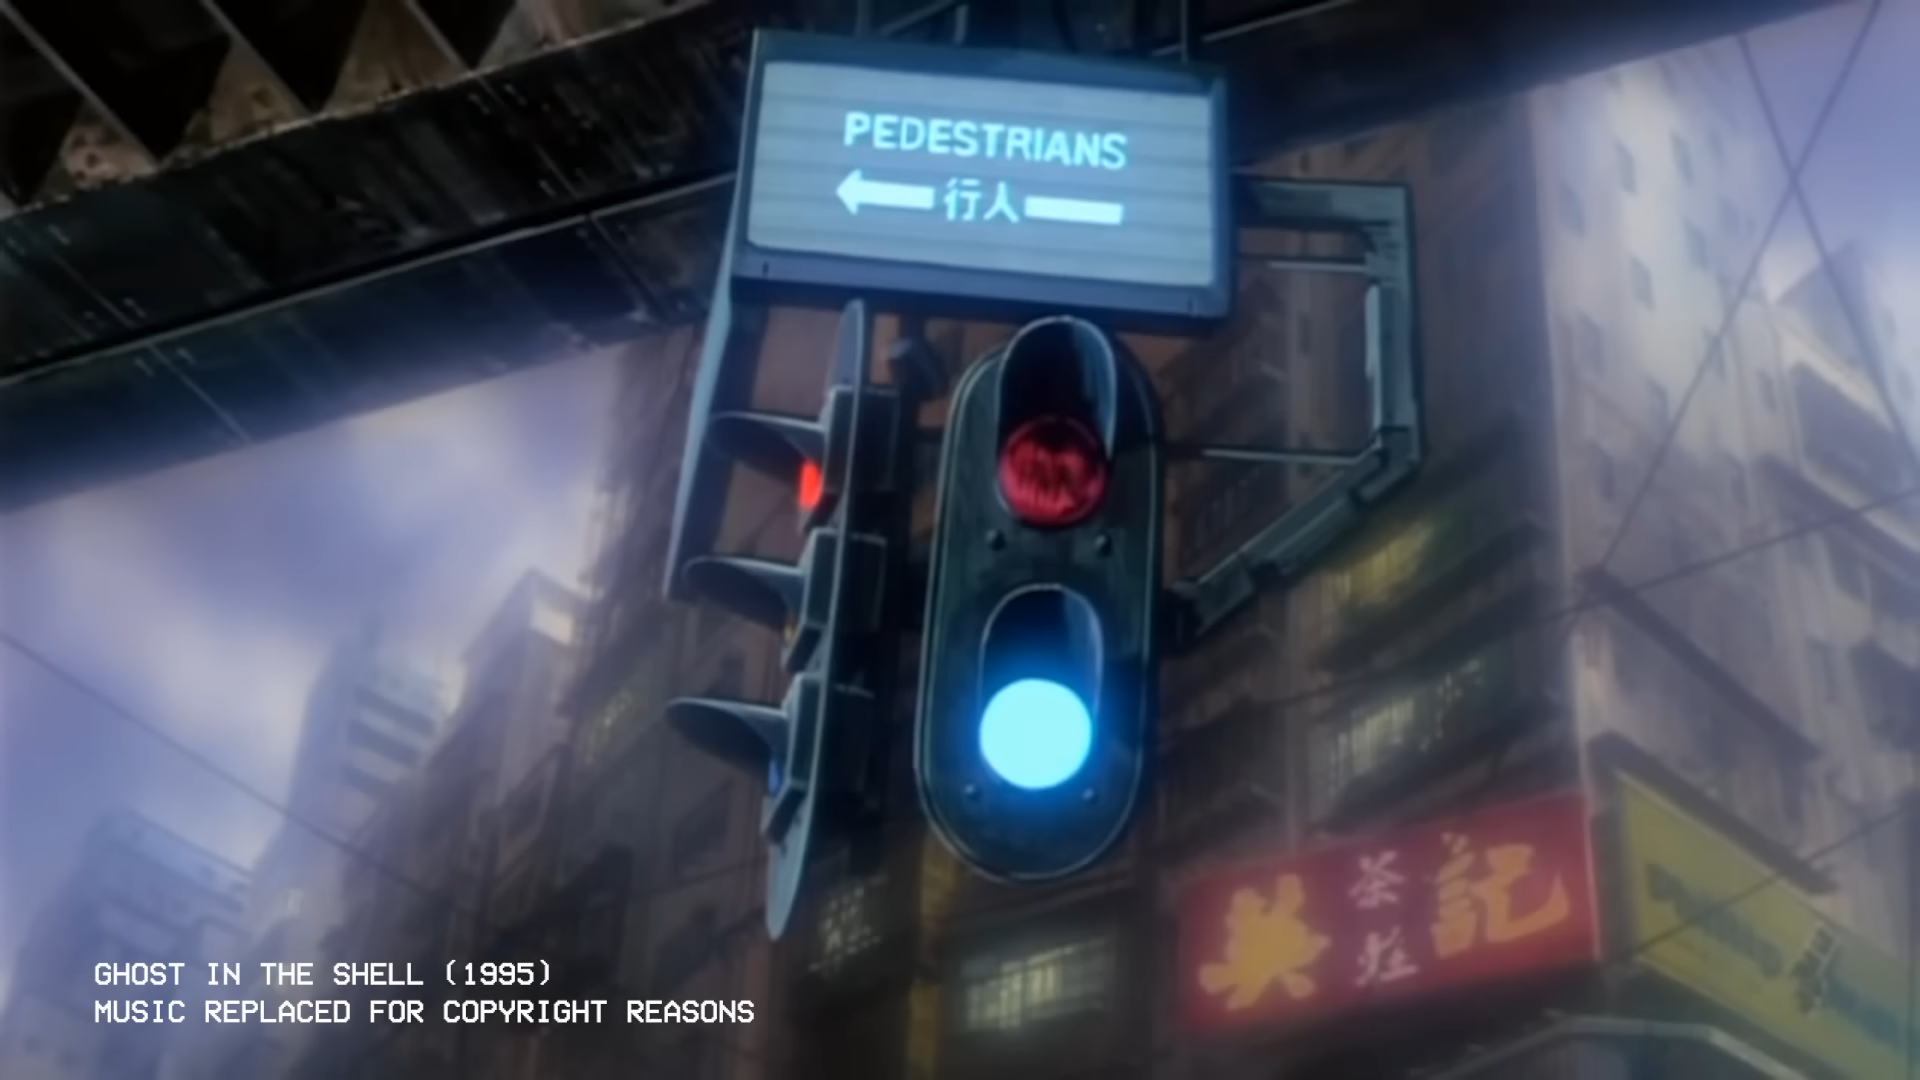 PEDESTRIANS
行人
記
GHOST IN THE SHELL (1995)
MUSIC REPLACED FOR COPYRIGHT REASONS